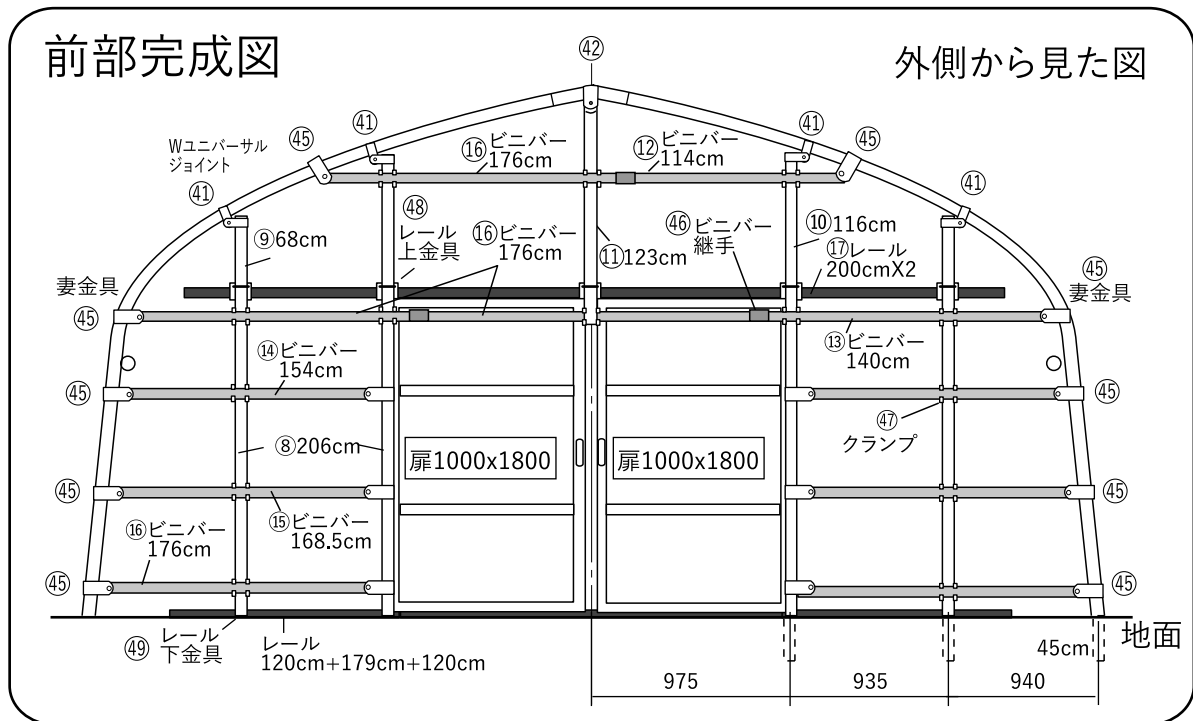 前部完成図
外側から見た図
㊷
㊶
㊺
Wユニバーサル
ジョイント
㊶
⑯ビニバー
176cm
⑫ビニバー
114cm
㊶
㊺
㊶
⑨68cm
㊽
レール
上金具
⑯ビニバー
176cm
⑪123cm
㊻ビニバー
継手
⑩116cm
⑰レール
200cmX2
妻金具
㊺
㊺
妻金具
⑭ビニバー
154cm
⑬ビニバー
140cm
㊺
㊺
㊼
クランプ
⑧206cm
扉1000x1800
扉1000x1800
㊺
㊺
⑮ビニバー
168.5cm
⑯ビニバー
176cm
㊺
㊺
㊾
レール
下金具
レール
120cm+179cm+120cm
地面
45cm
975
935
940